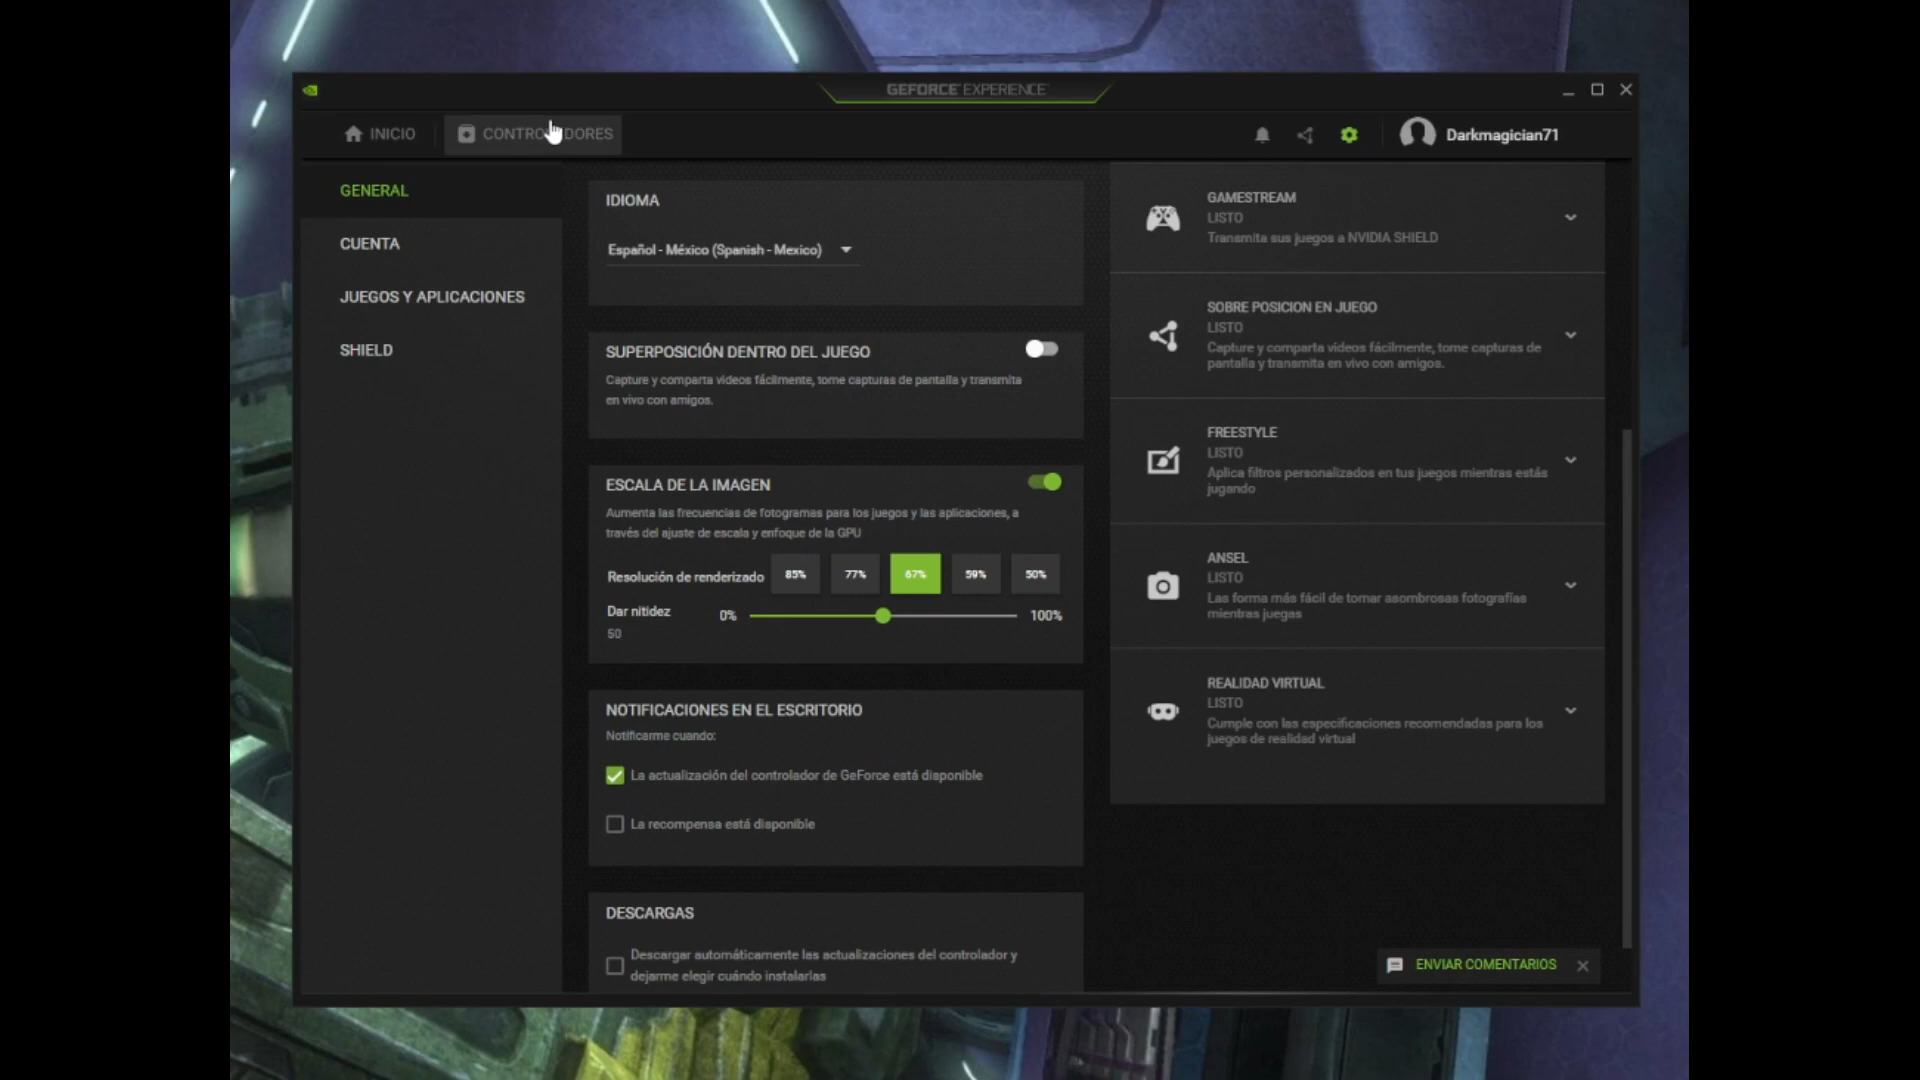 GEFORCE EXPERIENCE
INICIO
CONTROLADORES
Darkmagician71
GENERAL
CUENTA
JUEGOS Y APLICACIONES
SHIELD
IDIOMA
Español - México (Spanish - Mexico)
SUPERPOSICIÓN DENTRO DEL JUEGO
Capture y comparta videos fácilmente, tome capturas de pantalla y transmita
en vivo con amigos.
ESCALA DE LA IMAGEN
Aumenta las frecuencias de fotogramas para los juegos y las aplicaciones, a
través del ajuste de escala y enfoque de la GPU
Resolución de renderizado 85% 77% 67% 59% 50%
Dar nitidez 0% 100%
50
NOTIFICACIONES EN EL ESCRITORIO
Notificarme cuando:
La actualización del controlador de GeForce está disponible
La recompensa está disponible
DESCARGAS
Descargar automáticamente las actualizaciones del controlador y
dejarme elegir cuándo instalarlas
GAMESTREAM
LISTO
Transmita sus juegos a NVIDIA SHIELD
SOBRE POSICION EN JUEGO
LISTO
Capture y comparta videos fácilmente, tome capturas de
pantalla y transmita en vivo con amigos.
FREESTYLE
LISTO
Aplica filtros personalizados en tus juegos mientras estás
jugando
ANSEL
LISTO
Las forma más fácil de tomar asombrosas fotografías
mientras juegas
REALIDAD VIRTUAL
LISTO
Cumple con las especificaciones recomendadas para los
juegos de realidad virtual
ENVIAR COMENTARIOS